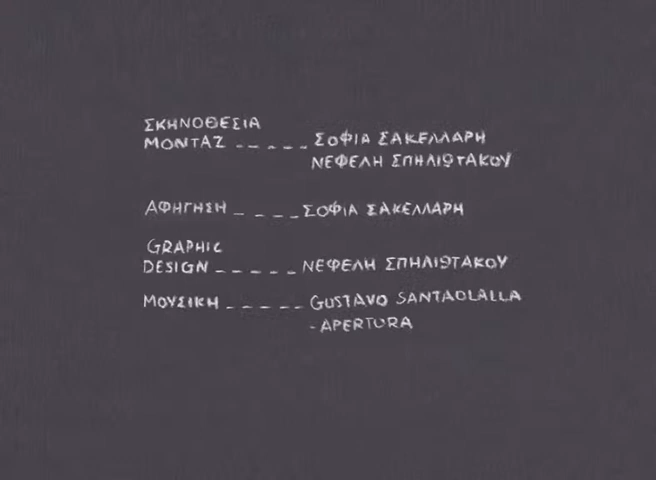 ΣΚΗΝΟΘΕΣΙΑ
ΜΟΝΤΑΖ ----- ΣΟΦΙΑ ΣΑΚΕΛΛΑΡΗ
ΝΕΦΕΛΗ ΣΠΗΛΙΩΤΑΚΟΥ
ΑΦΗΓΗΣΗ ---- ΣΟΦΙΑ ΣΑΚΕΛΛΑΡΗ
GRAPHIC
DESIGN ----- ΝΕΦΕΛΗ ΣΠΗΛΙΩΤΑΚΟΥ
ΜΟΥΣΙΚΗ ----- GUSTAVO SANTAOLALLA
-APERTURA